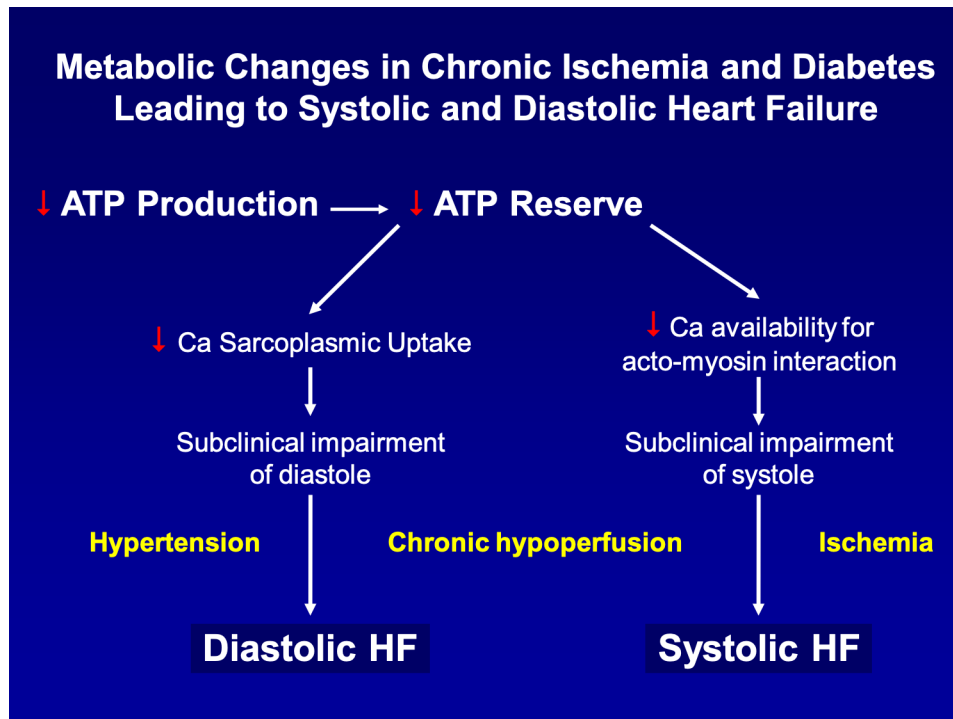 Metabolic Changes in Chronic Ischemia and Diabetes
Leading to Systolic and Diastolic Heart Failure
↓ ATP Production → ↓ ATP Reserve
↓ Ca Sarcoplasmic Uptake
↓ Ca availability for
acto-myosin interaction
Subclinical impairment
of diastole
Subclinical impairment
of systole
Hypertension
Chronic hypoperfusion
Ischemia
Diastolic HF
Systolic HF